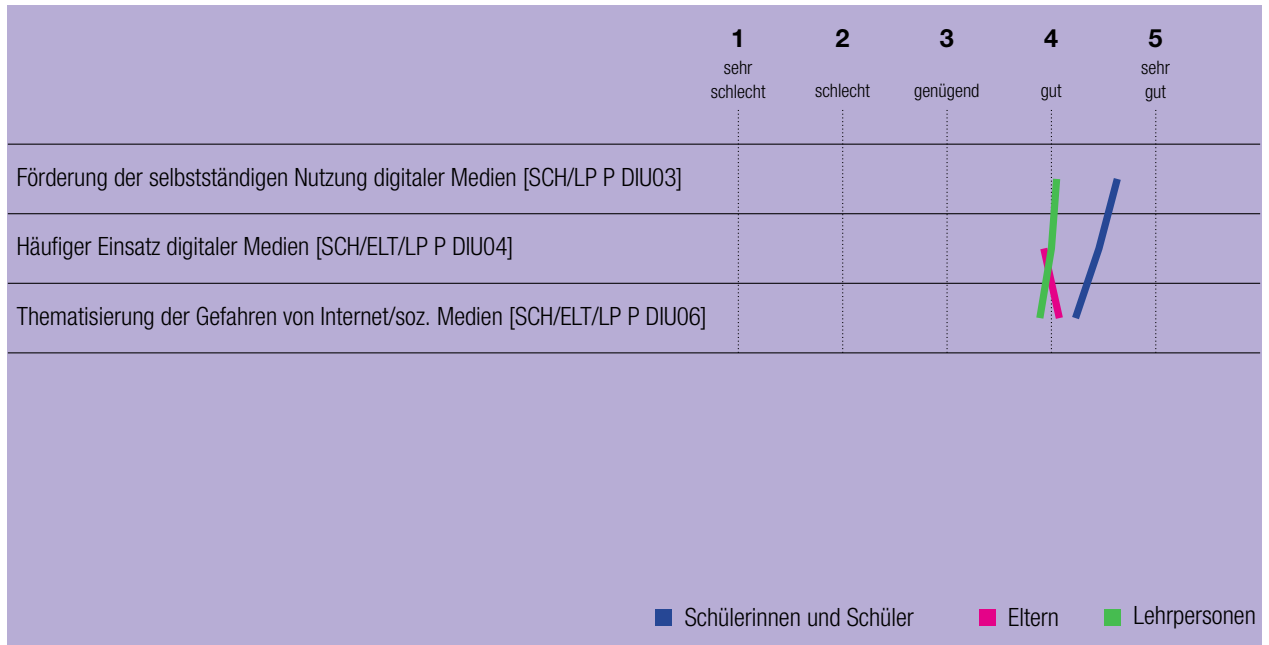 1 2 3 4 5
sehr schlecht schlecht genügend gut sehr gut
Förderung der selbstständigen Nutzung digitaler Medien [SCH/LP P DIU03]
Häufiger Einsatz digitaler Medien [SCH/ELT/LP P DIU04]
Thematisierung der Gefahren von Internet/soz. Medien [SCH/ELT/LP P DIU06]
Schülerinnen und Schüler Eltern Lehrpersonen